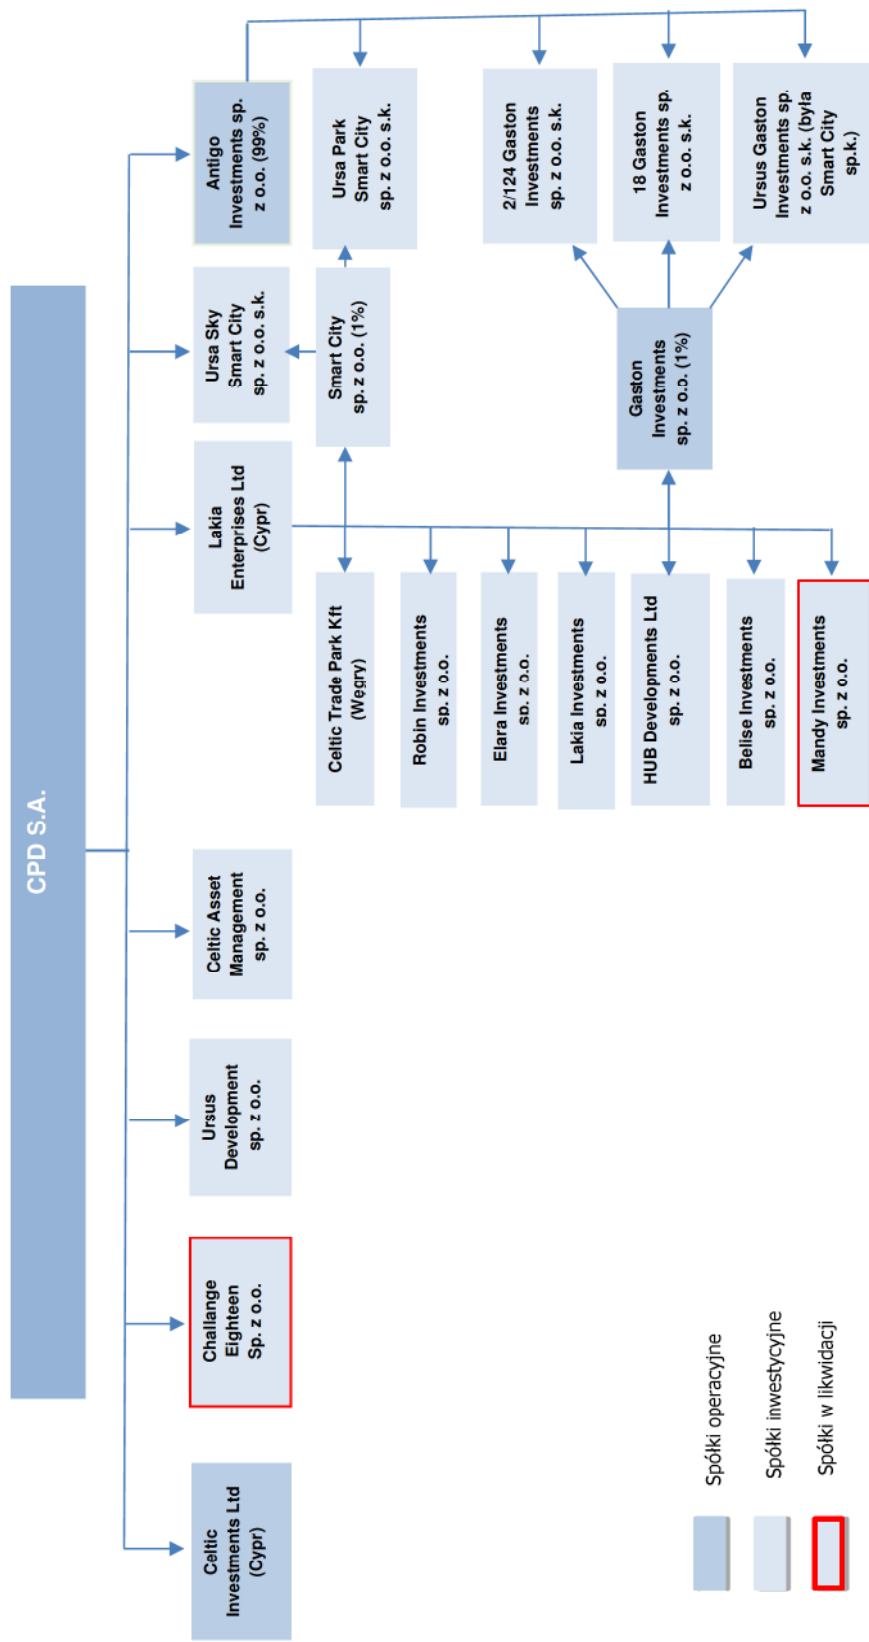 CPD S.A.
Celtic
Investments Ltd
(Cypr)
Challange
Eighteen
Sp. z o.o.
Ursus
Development
sp. z o.o.
Celtic Asset
Management
sp. z o.o.
Lakia
Enterprises Ltd
(Cypr)
Ursa Sky
Smart City
sp. z o.o. s.k.
Antigo
Investments sp.
z o.o. (99%)
Celtic Trade Park Kft
(Węgry)
Smart City
sp. z o.o. (1%)
Ursa Park
Smart City
sp. z o.o. s.k.
Robin Investments
sp. z o.o.
Elara Investments
sp. z o.o.
Lakia Investments
sp. z o.o.
HUB Developments Ltd
sp. z o.o.
Belise Investments
sp. z o.o.
Mandy Investments
sp. z o.o.
Gaston
Investments
sp. z o.o. (1%)
2/124 Gaston
Investments
sp. z o.o. s.k.
18 Gaston
Investments sp.
z o.o. s.k.
Ursus Gaston
Investments sp.
z o.o. s.k. (była
Smart City
sp.k.)
Spółki operacyjne
Spółki inwestycyjne
Spółki w likwidacji